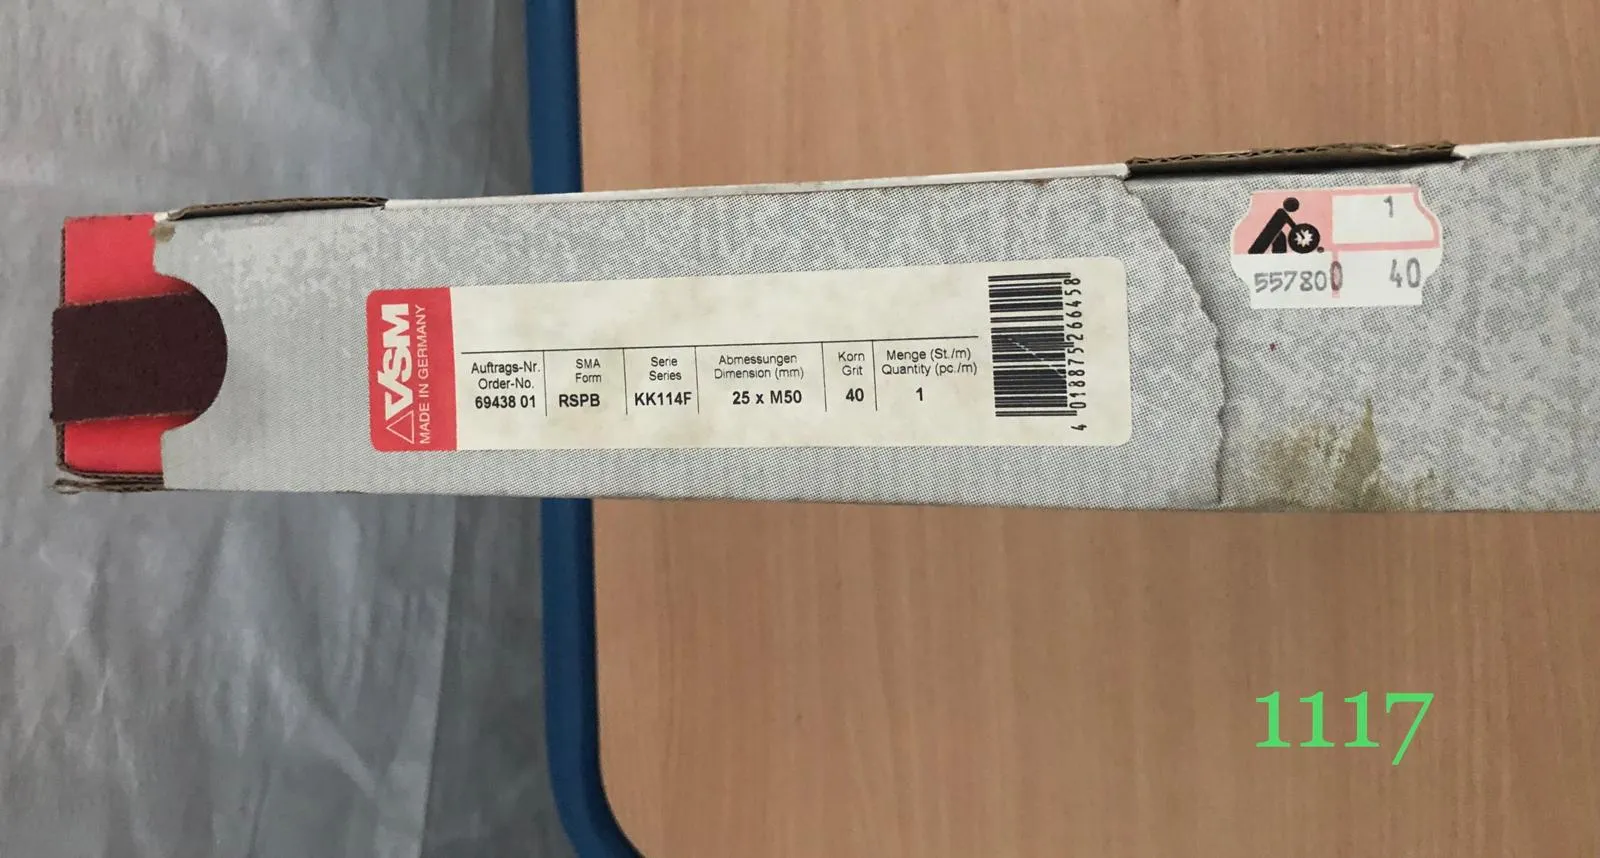 VSM
MADE IN GERMANY
Auftrags-Nr.
Order-No.
69438 01
SMA
Form
RSPB
Serie
Series
KK114F
Abmessungen
Dimension (mm)
25 x M50
Korn
Grit
40
Menge (St./m)
Quantity (pc./m)
1
4 018875 266458
1
557800 40
1117